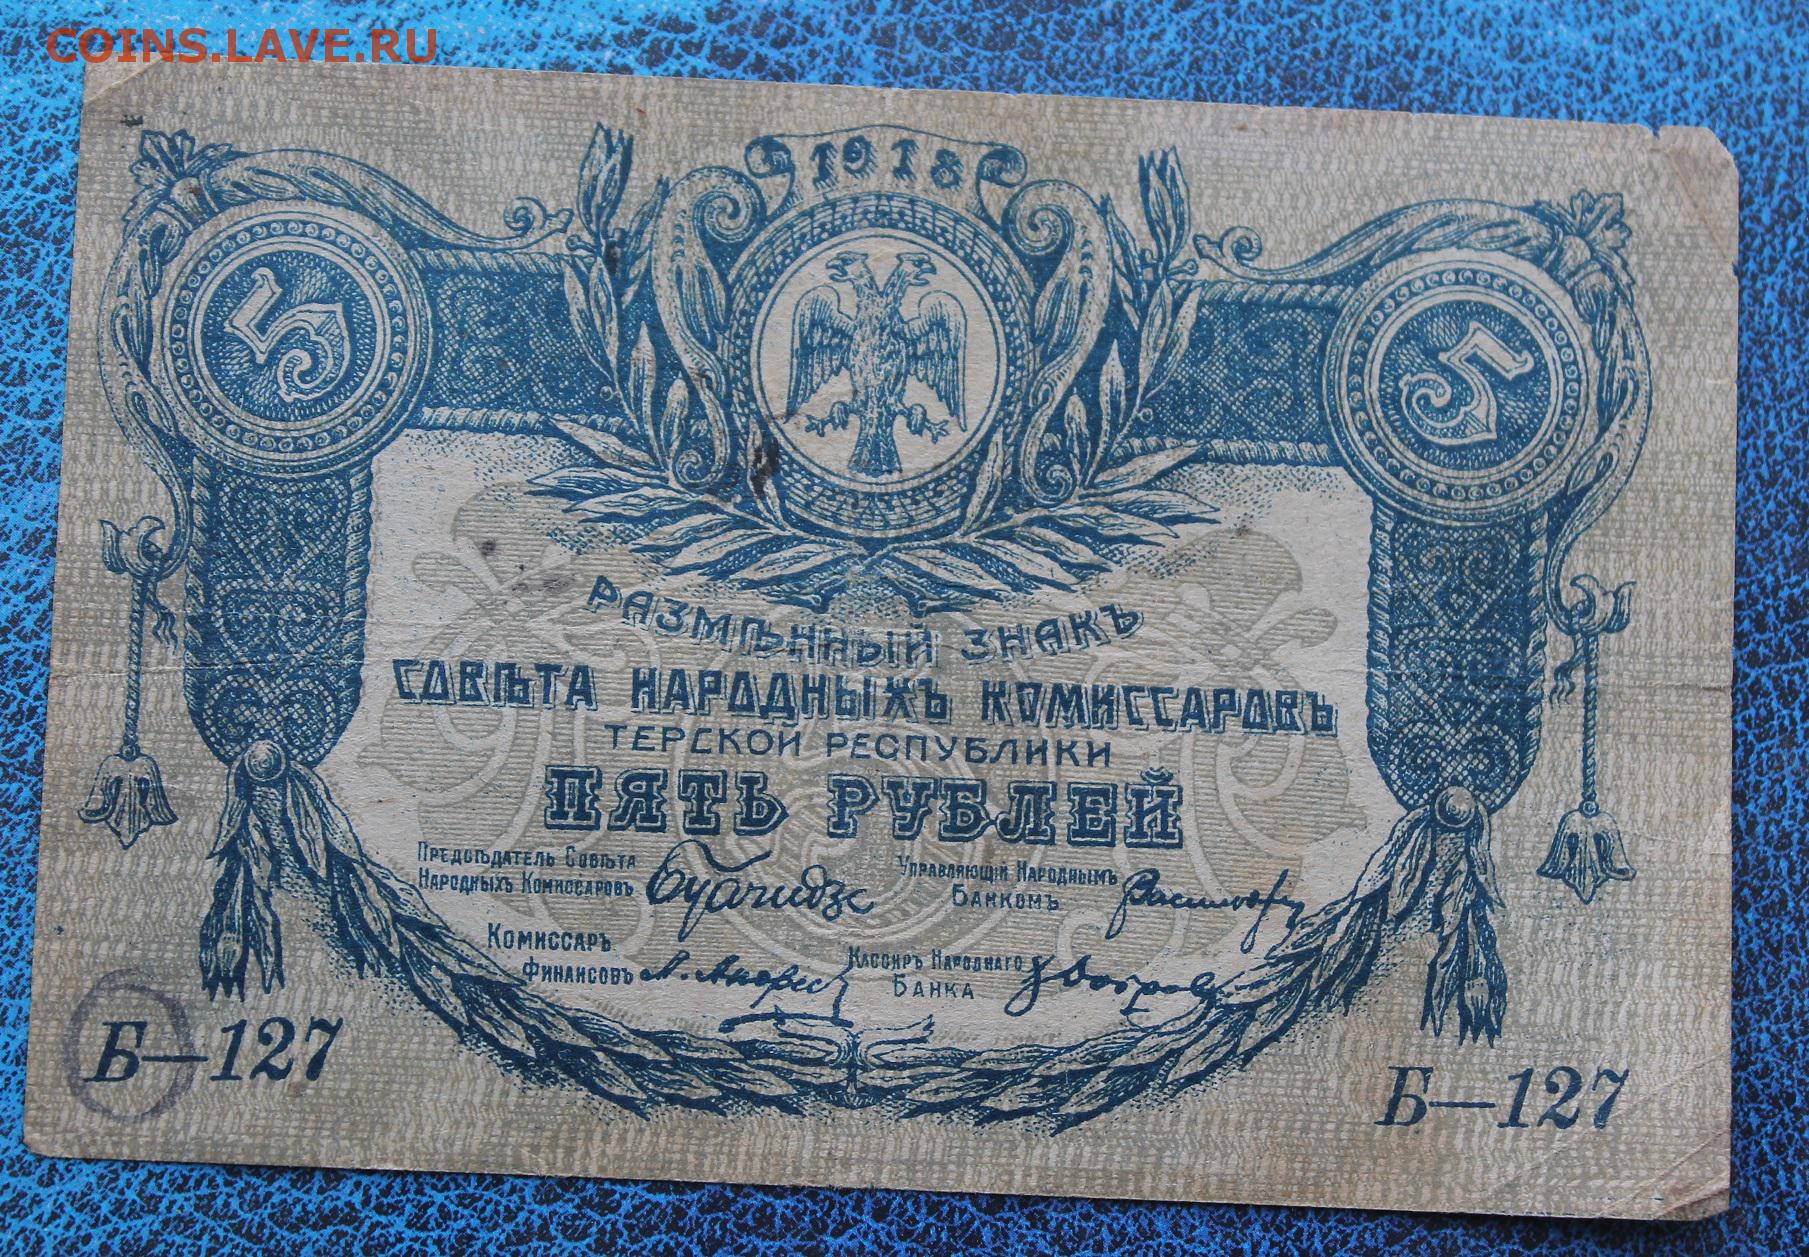 COINS.LAVE.RU
1918
5
5
РАЗМѢННЫЙ ЗНАКЪ
СОВѢТА НАРОДНЫХЪ КОМИССАРОВЪ
ТЕРСКОЙ РЕСПУБЛИКИ
ПЯТЬ РУБЛЕЙ
ПРЕДСѢДАТЕЛЬ СОВѢТА
НАРОДНЫХЪ КОМИССАРОВЪ
Буачидзе
УПРАВЛЯЮЩІЙ НАРОДНЫМЪ
БАНКОМЪ
КОМИССАРЪ
ФИНАНСОВЪ
КАССИРЪ НАРОДНАГО
БАНКА
Б—127
Б—127